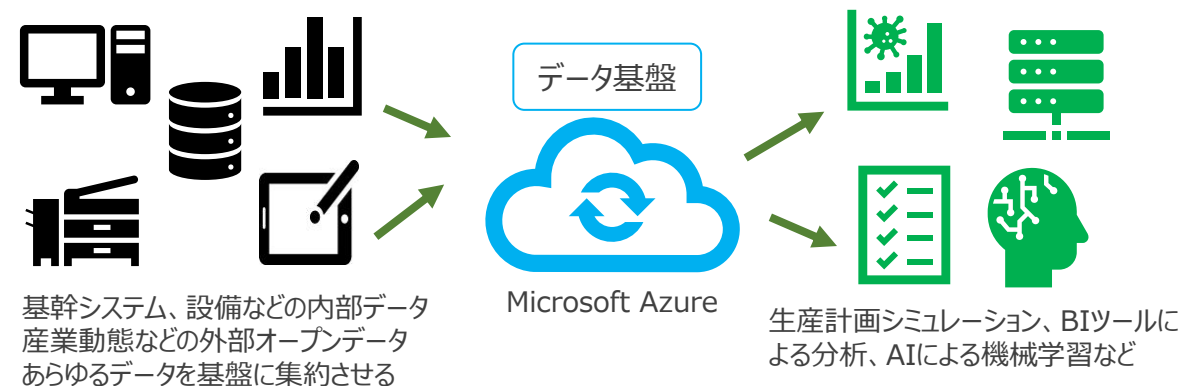 データ基盤
Microsoft Azure
基幹システム、設備などの内部データ
産業動態などの外部オープンデータ
あらゆるデータを基盤に集約させる
生産計画シミュレーション、BIツールに
よる分析、AIによる機械学習など